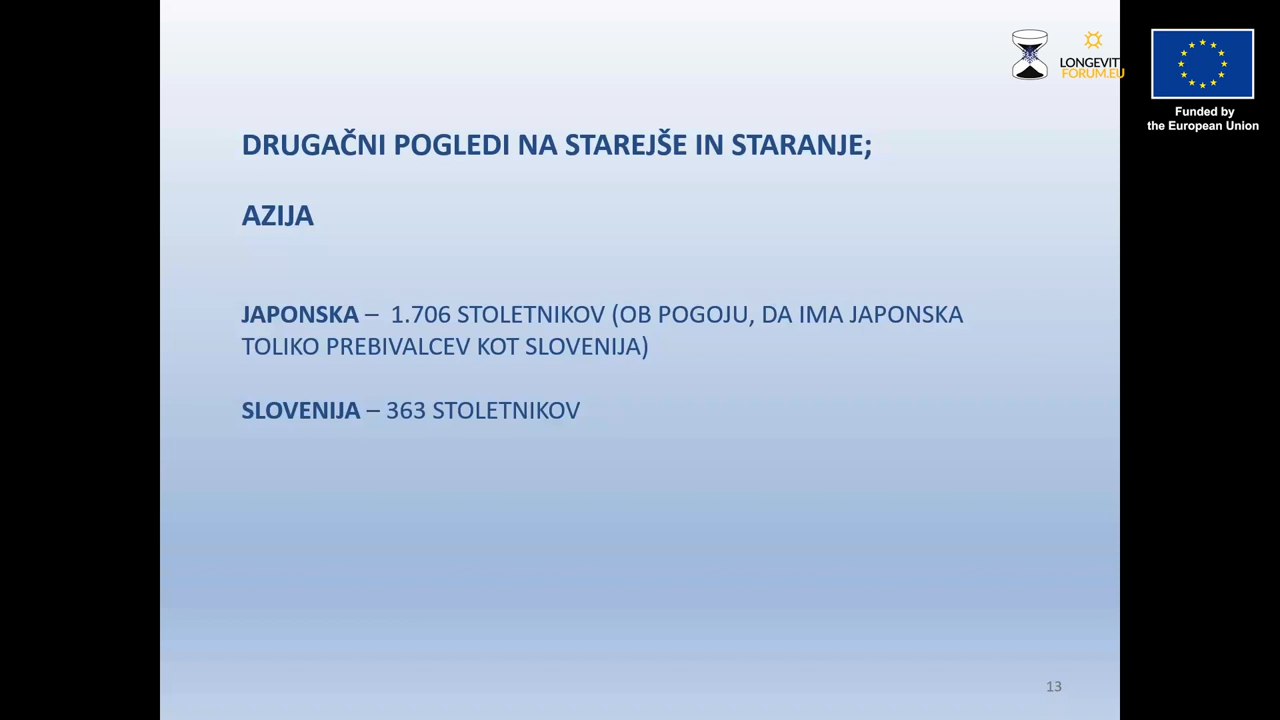 LONGEVIT
FORUM.EU
Funded by
the European Union
DRUGAČNI POGLEDI NA STAREJŠE IN STARANJE;
AZIJA
JAPONSKA – 1.706 STOLETNIKOV (OB POGOJU, DA IMA JAPONSKA
TOLIKO PREBIVALCEV KOT SLOVENIJA)
SLOVENIJA – 363 STOLETNIKOV
13